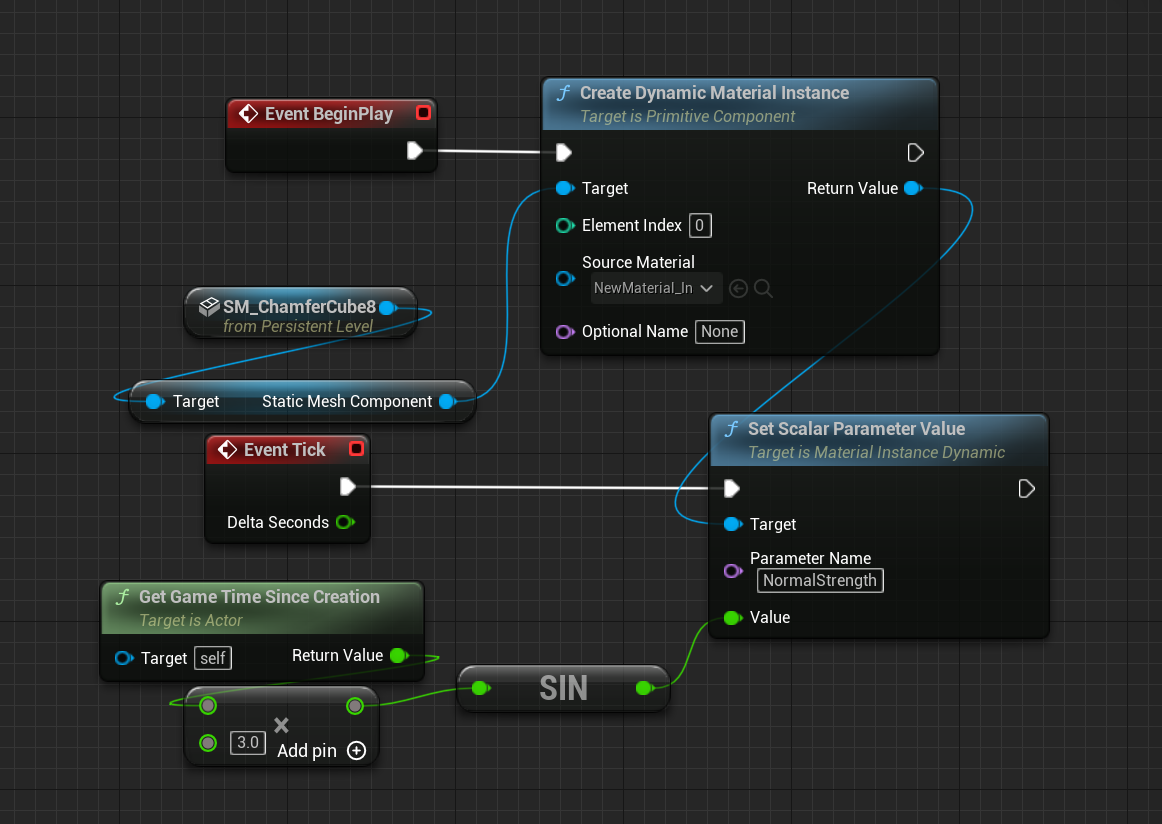 Event BeginPlay
Create Dynamic Material Instance
Target is Primitive Component
Target
Return Value
Element Index 0
Source Material
NewMaterial_In
Optional Name None
SM_ChamferCube8
from Persistent Level
Target Static Mesh Component
Event Tick
Delta Seconds
Set Scalar Parameter Value
Target is Material Instance Dynamic
Target
Parameter Name
NormalStrength
Value
Get Game Time Since Creation
Target is Actor
Target self
Return Value
3.0
Add pin
SIN